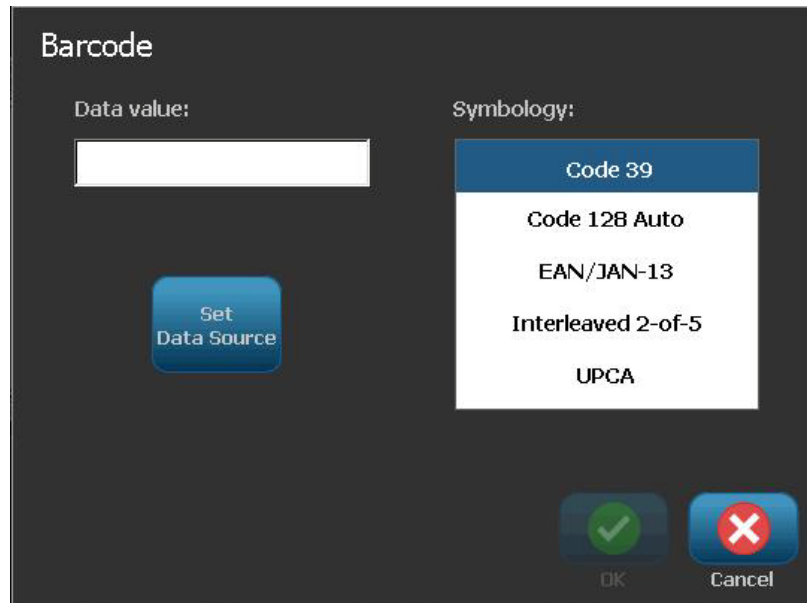 Barcode
Data value:
Symbology:
Code 39
Code 128 Auto
EAN/JAN-13
Interleaved 2-of-5
UPCA
Set
Data Source
OK
Cancel